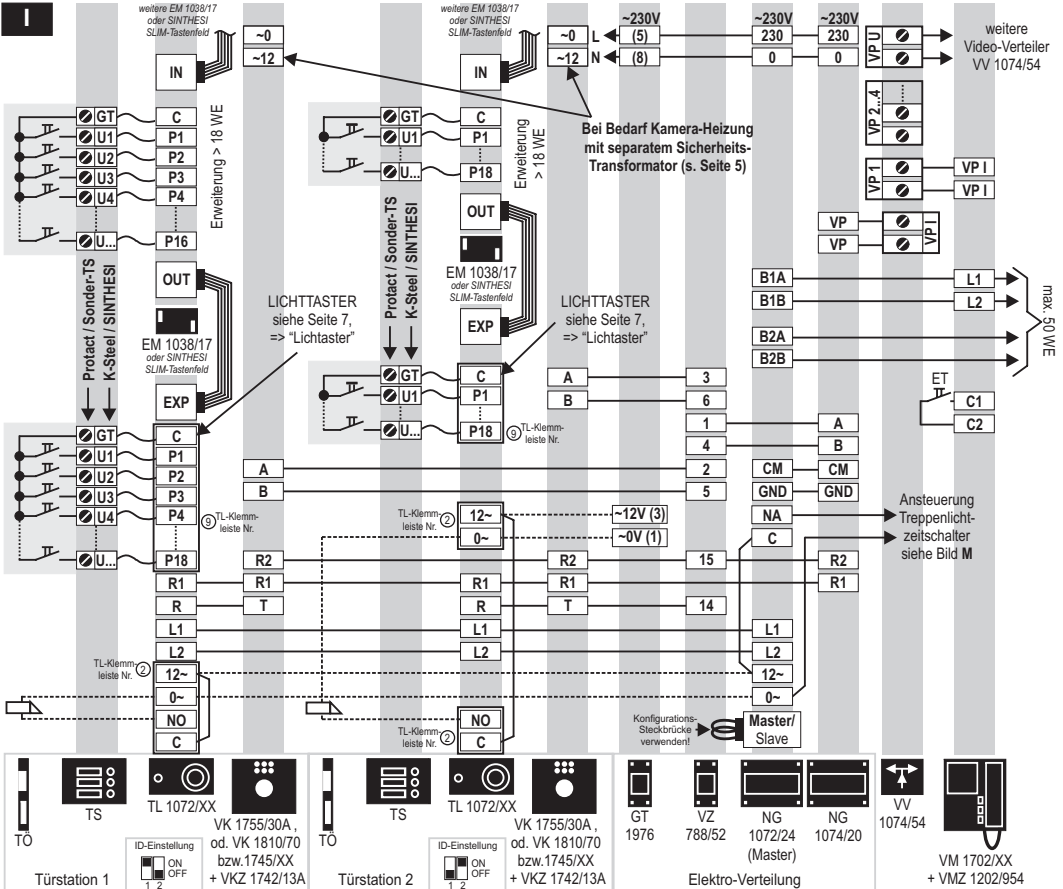 I
weitere EM 1038/17
oder SINTHESI
SLIM-Tastenfeld
IN
~0
~12
weitere EM 1038/17
oder SINTHESI
SLIM-Tastenfeld
IN
~0
~12
L
N
~230V
(5)
(8)
~230V
230
0
~230V
230
0
VP U
weitere
Video-Verteiler
VV 1074/54
Bei Bedarf Kamera-Heizung
mit separatem Sicherheits-
Transformator (s. Seite 5)
GT C
U1 P1
U2 P2
U3 P3
U4 P4
U... P16
Erweiterung > 18 WE
GT C
U1 P1
U... P18
Erweiterung
> 18 WE
VP 2...4
VP 1
VP I
VP I
VP
VP
VP I
OUT
EM 1038/17
oder SINTHESI
SLIM-Tastenfeld
EXP
Protact / Sonder-TS
K-Steel / SINTHESI
LICHTTASTER
siehe Seite 7,
=> “Lichtaster”
OUT
EM 1038/17
oder SINTHESI
SLIM-Tastenfeld
EXP
Protact / Sonder-TS
K-Steel / SINTHESI
LICHTTASTER
siehe Seite 7,
=> “Lichtaster”
B1A L1
B1B L2
B2A
B2B
max. 50 WE
ET
C1
C2
GT C
U1 P1
U... P18
9 TL-Klemm-
leiste Nr.
A 3
B 6
1 A
4 B
GT C
U1 P1
U2 P2
U3 P3
U4 P4
U... P18
9 TL-Klemm-
leiste Nr.
A 2 CM CM
B 5 GND GND
TL-Klemm-
leiste Nr. 2
12~
0~
~12V (3)
~0V (1)
NA
C
Ansteuerung
Treppenlicht-
zeitschalter
siehe Bild M
R2 R2 15 R2
R1 R1 R1 R1 R1
R T R T 14
L1 L1 L1
L2 L2 L2
TL-Klemm-
leiste Nr. 2
12~ 12~
0~ 0~
NO
C
TL-Klemm-
leiste Nr. 2
NO
C
Konfigurations-
Steckbrücke
verwenden!
Master/
Slave
TÖ
TS
TL 1072/XX
VK 1755/30A ,
od. VK 1810/70
bzw.1745/XX
+ VKZ 1742/13A
ID-Einstellung
ON
OFF
1 2
Türstation 1
TÖ
TS
TL 1072/XX
VK 1755/30A ,
od. VK 1810/70
bzw.1745/XX
+ VKZ 1742/13A
ID-Einstellung
ON
OFF
1 2
Türstation 2
GT
1976
VZ
788/52
NG
1072/24
(Master)
NG
1074/20
Elektro-Verteilung
VV
1074/54
VM 1702/XX
+ VMZ 1202/954